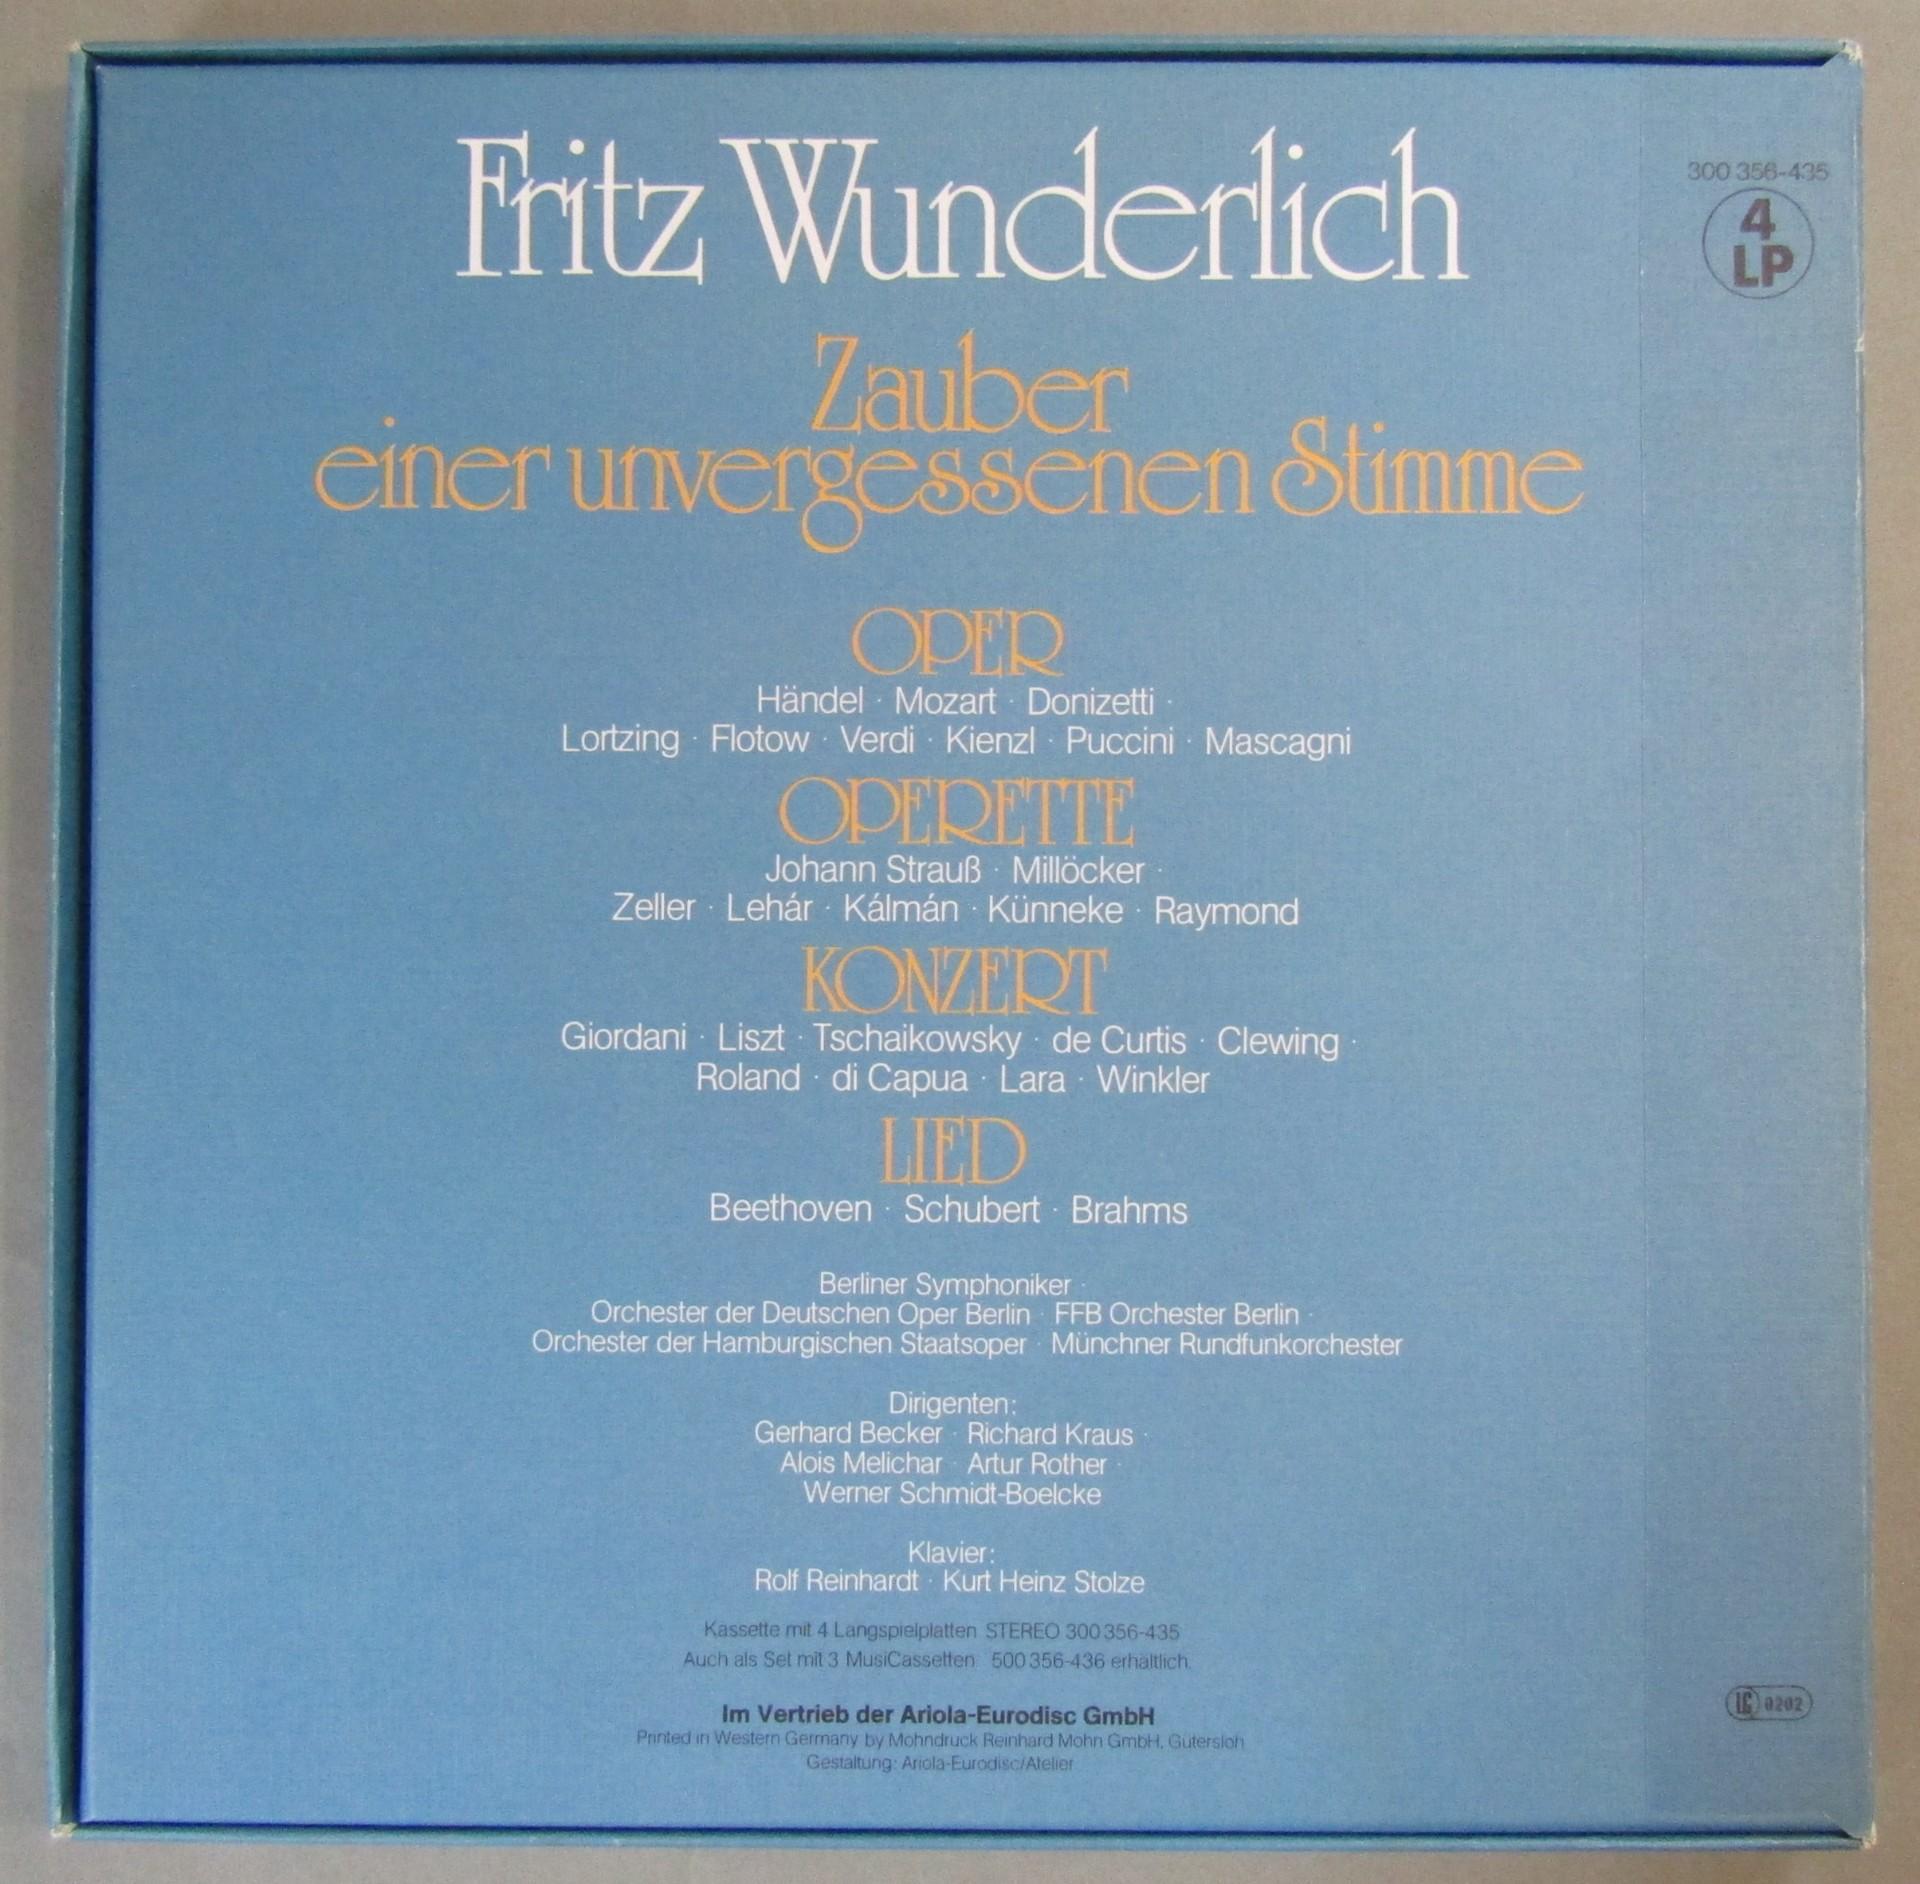 Fritz Wunderlich
300 356-435
4
LP
Zauber
einer unvergessenen Stimme
OPER
Händel · Mozart · Donizetti ·
Lortzing · Flotow · Verdi · Kienzl · Puccini · Mascagni
OPERETTE
Johann Strauß · Millöcker ·
Zeller · Lehár · Kálmán · Künneke · Raymond
KONZERT
Giordani · Liszt · Tschaikowsky · de Curtis · Clewing ·
Roland · di Capua · Lara · Winkler
LIED
Beethoven · Schubert · Brahms
Berliner Symphoniker ·
Orchester der Deutschen Oper Berlin · FFB Orchester Berlin ·
Orchester der Hamburgischen Staatsoper · Münchner Rundfunkorchester
Dirigenten:
Gerhard Becker · Richard Kraus ·
Alois Melichar · Artur Rother ·
Werner Schmidt-Boelcke
Klavier:
Rolf Reinhardt · Kurt Heinz Stolze
Kassette mit 4 Langspielplatten STEREO 300 356-435
Auch als Set mit 3 MusiCassetten 500 356-436 erhältlich.
Im Vertrieb der Ariola-Eurodisc GmbH
Printed in Western Germany by Mohndruck Reinhard Mohn GmbH, Gütersloh
Gestaltung: Ariola-Eurodisc/Atelier
LC 0202